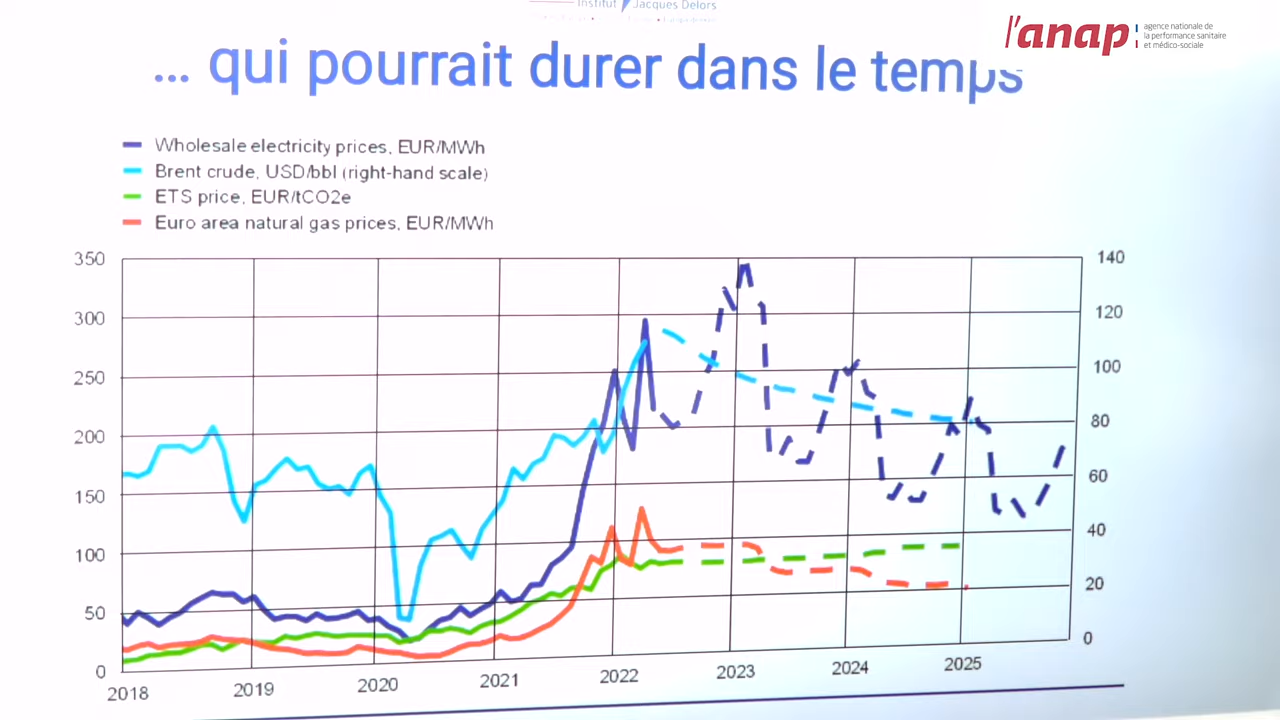 Institut Jacques Delors
l'anap
agence nationale de
la performance sanitaire
et médico-sociale
... qui pourrait durer dans le temps
Wholesale electricity prices, EUR/MWh
Brent crude, USD/bbl (right-hand scale)
ETS price, EUR/tCO2e
Euro area natural gas prices, EUR/MWh
350
300
250
200
150
100
50
0
140
120
100
80
60
40
20
0
2018
2019
2020
2021
2022
2023
2024
2025